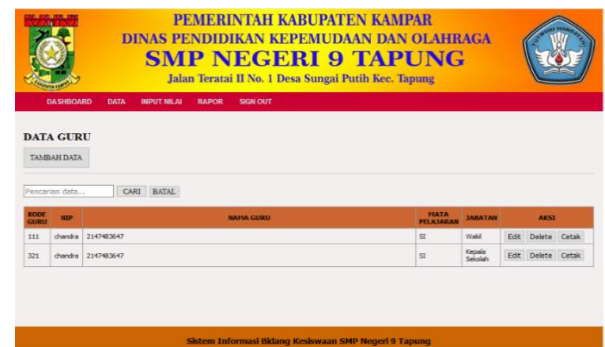 PEMERINTAH KABUPATEN KAMPAR
DINAS PENDIDIKAN KEPEMUDAAN DAN OLAHRAGA
SMP NEGERI 9 TAPUNG
Jalan Teratai II No. 1 Desa Sungai Putih Kec. Tapung
DASHBOARD DATA INPUT NILAI RAPOR SIGN OUT
DATA GURU
TAMBAH DATA
Pencarian data... CARI BATAL
KODE GURU NIP NAMA GURU MATA PELAJARAN JABATAN AKSI
111 chandra 2147483647 SI Wakil Edit Delete Cetak
321 chandra 2147483647 SI Kepala Sekolah Edit Delete Cetak
Sistem Informasi Bidang Kesiswaan SMP Negeri 9 Tapung